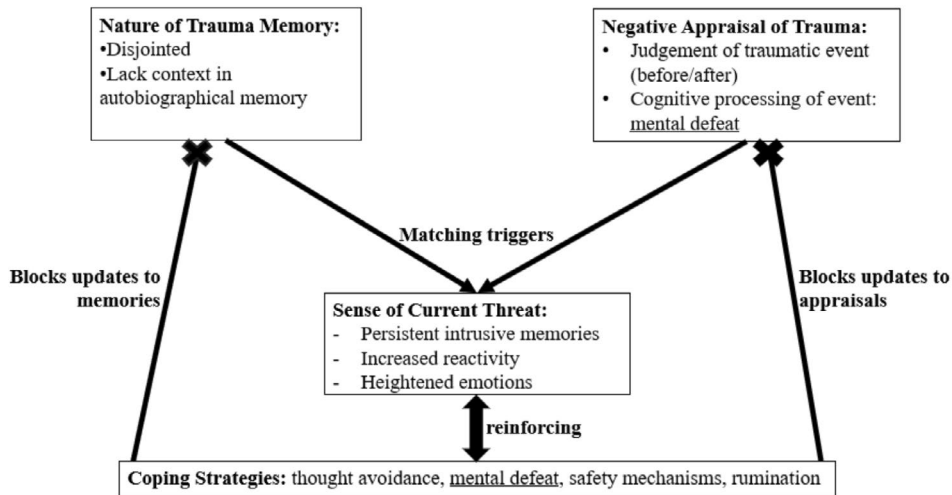 Nature of Trauma Memory:
•Disjointed
•Lack context in
autobiographical memory
Negative Appraisal of Trauma:
• Judgement of traumatic event
(before/after)
• Cognitive processing of event:
mental defeat
Matching triggers
Blocks updates to
memories
Blocks updates to
appraisals
Sense of Current Threat:
- Persistent intrusive memories
- Increased reactivity
- Heightened emotions
reinforcing
Coping Strategies: thought avoidance, mental defeat, safety mechanisms, rumination